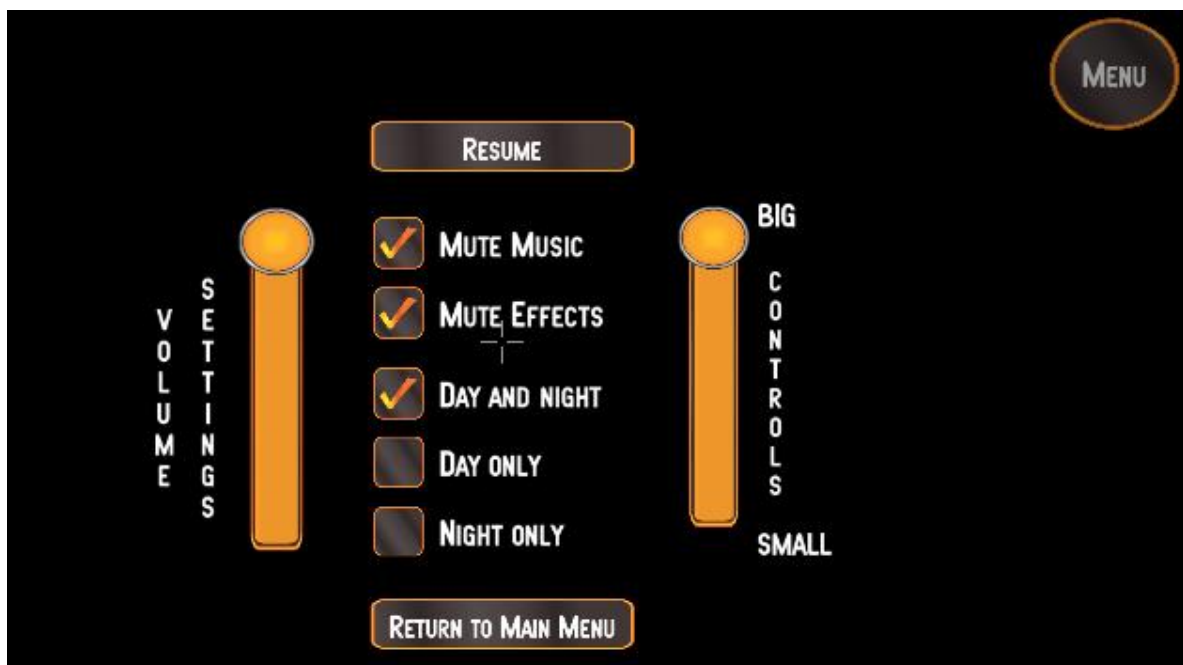 Menu
Resume
Mute Music
Mute Effects
Day and night
Day only
Night only
Return to Main Menu
VOLUME
SETTINGS
BIG
CONTROLS
SMALL